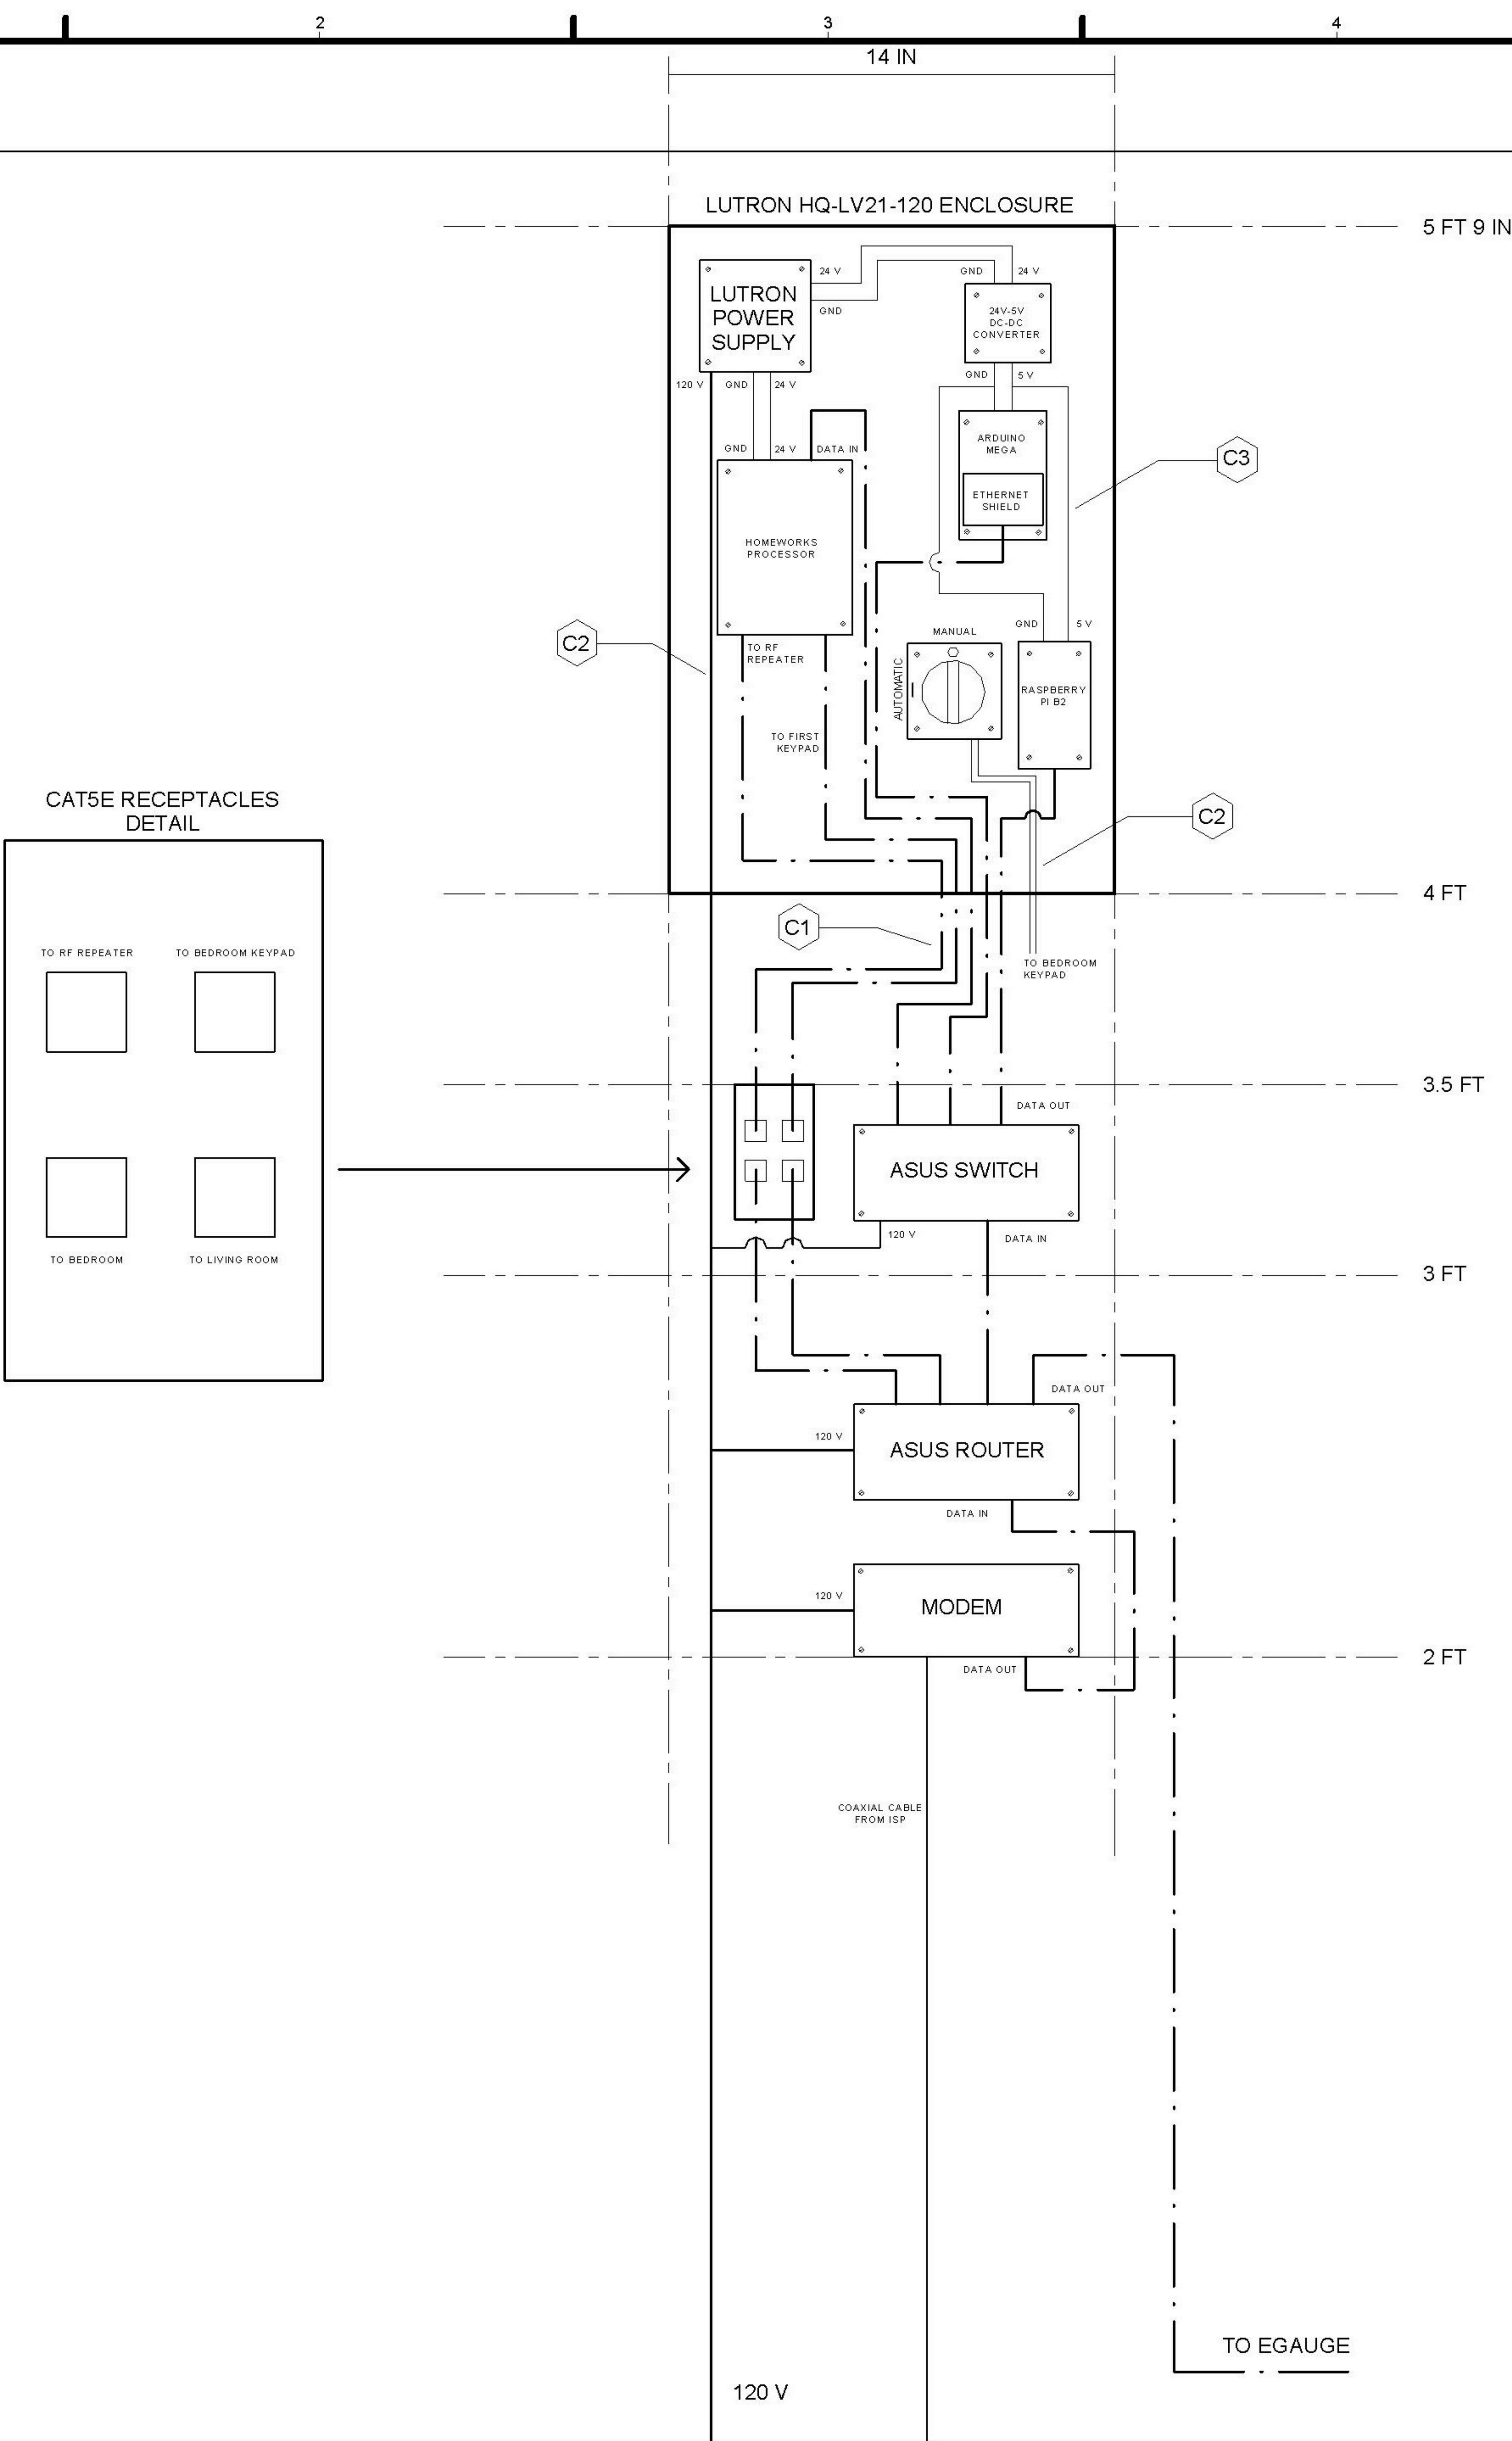 2
3
4
14 IN
LUTRON HQ-LV21-120 ENCLOSURE
5 FT 9 IN
24 V
GND
24 V
LUTRON
POWER
SUPPLY
GND
24V-5V
DC-DC
CONVERTER
120 V
GND
24 V
GND
5 V
GND
24 V
DATA IN
ARDUINO
MEGA
ETHERNET
SHIELD
C3
HOMEWORKS
PROCESSOR
C2
TO RF
REPEATER
MANUAL
AUTOMATIC
GND
5 V
RASPBERRY
PI B2
TO FIRST
KEYPAD
C2
CAT5E RECEPTACLES
DETAIL
4 FT
C1
TO RF REPEATER
TO BEDROOM KEYPAD
TO BEDROOM
KEYPAD
3.5 FT
DATA OUT
ASUS SWITCH
120 V
DATA IN
TO BEDROOM
TO LIVING ROOM
3 FT
DATA OUT
120 V
ASUS ROUTER
DATA IN
120 V
MODEM
2 FT
DATA OUT
COAXIAL CABLE
FROM ISP
TO EGAUGE
120 V